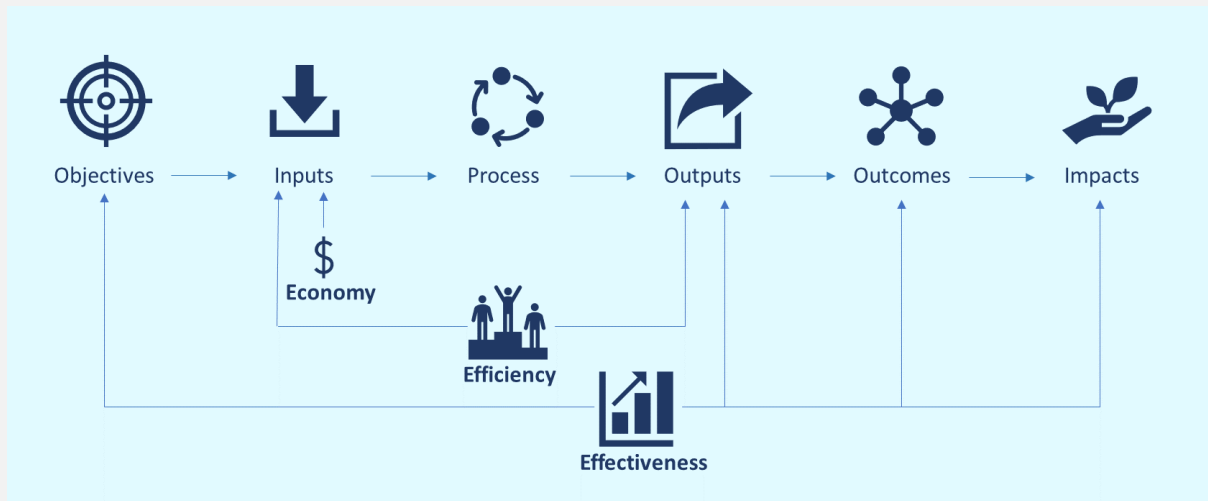 Objectives
Inputs
Process
Outputs
Outcomes
Impacts
$
Economy
Efficiency
Effectiveness